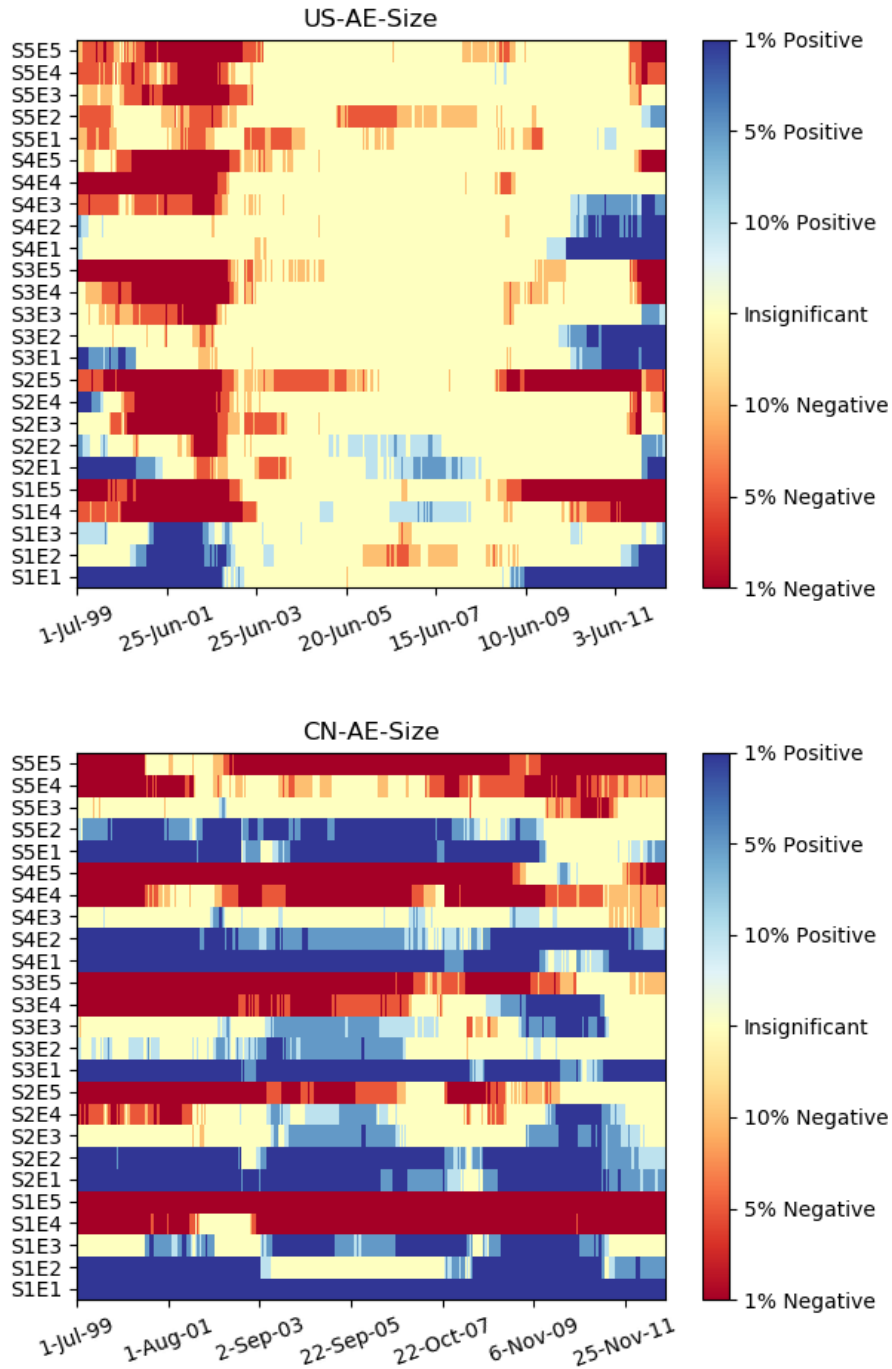 US-AE-Size
S5E5
S5E4
S5E3
S5E2
S5E1
S4E5
S4E4
S4E3
S4E2
S4E1
S3E5
S3E4
S3E3
S3E2
S3E1
S2E5
S2E4
S2E3
S2E2
S2E1
S1E5
S1E4
S1E3
S1E2
S1E1
1-Jul-99
25-Jun-01
25-Jun-03
20-Jun-05
15-Jun-07
10-Jun-09
3-Jun-11
1% Positive
5% Positive
10% Positive
Insignificant
10% Negative
5% Negative
1% Negative
CN-AE-Size
S5E5
S5E4
S5E3
S5E2
S5E1
S4E5
S4E4
S4E3
S4E2
S4E1
S3E5
S3E4
S3E3
S3E2
S3E1
S2E5
S2E4
S2E3
S2E2
S2E1
S1E5
S1E4
S1E3
S1E2
S1E1
1-Jul-99
1-Aug-01
2-Sep-03
22-Sep-05
22-Oct-07
6-Nov-09
25-Nov-11
1% Positive
5% Positive
10% Positive
Insignificant
10% Negative
5% Negative
1% Negative